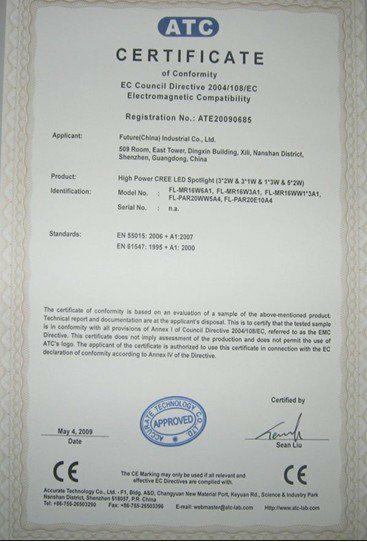 ATC
CERTIFICATE
of Conformity
EC Council Directive 2004/108/EC
Electromagnetic Compatibility
Registration No.: ATE20090685
Applicant: Future(China) Industrial Co., Ltd.
509 Room, East Tower, Dingxin Building, Xili, Nanshan District,
Shenzhen, Guangdong, China
Product: High Power CREE LED Spotlight (3*2W & 3*1W & 1*3W & 5*2W)
Identification: Model No. : FL-MR16W6A1, FL-MR16W3A1, FL-MR16WW1*3A1,
FL-PAR20WW5A4, FL-PAR20E10A4
Serial No. : n.a.
Standards: EN 55015: 2006 + A1:2007
EN 61547: 1995 +A1: 2000
The certificate of conformity is based on an evaluation of a sample of the above-mentioned product.
Technical report and documentation are at the applicant's disposal. This is to certify that the tested sample
is in conformity with all provisions of Annex I of Council Directive 2004/108/EC, referred to as the EMC
Directive. This certificate does not imply assessment of the production and does not permit the use of
ATC's logo. The applicant of the certificate is authorized to use this certificate in connection with the EC
declaration of conformity according to Annex IV of the Directive.
Certified by
ACCURATE TECHNOLOGY CO. LTD
APPROVED
May 4, 2009
Date
Sean Liu
CE
The CE Marking may only be used if all relevant and
effective EC Directives are complied with.
CE
Accurate Technology Co., Ltd. - F1, Bldg. A&D, Changyuan New Material Port, Keyuan Rd., Science & Industry Park
Nanshan District, Shenzhen 518057, P.R. China
Tel: +86-755-26503290 Fax: +86-755-26503396 E-mail: webmaster@atc-lab.com Http://www.atc-lab.com